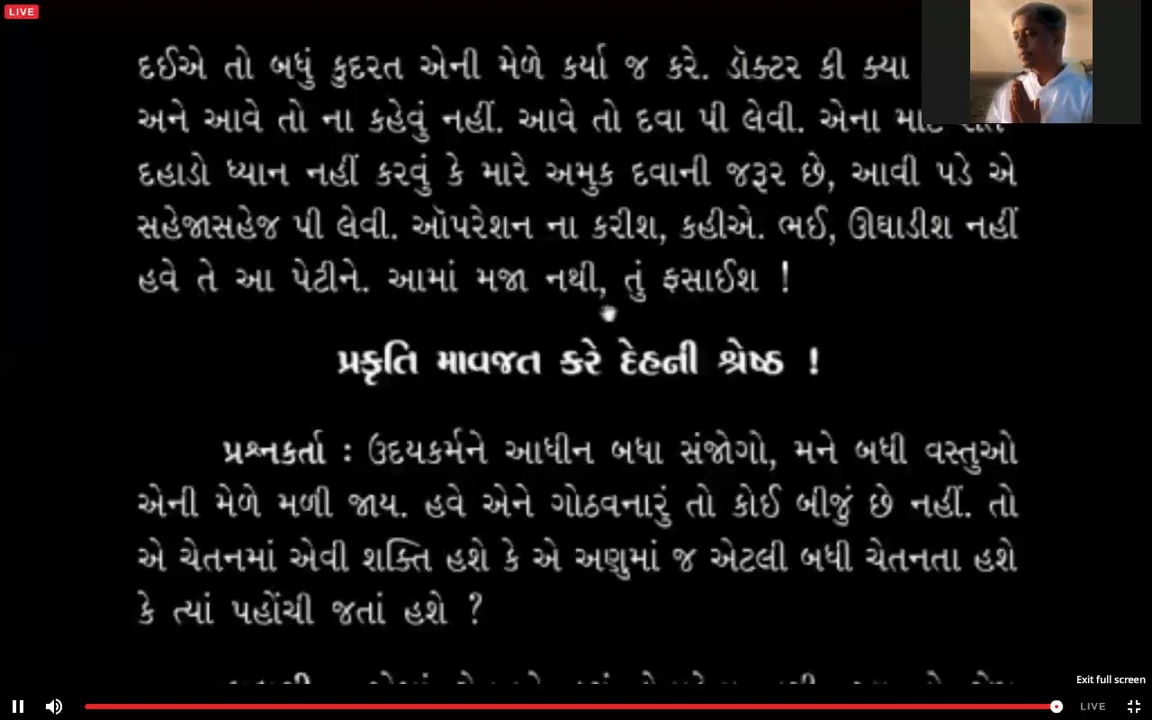 LIVE
દઈએ તો બધું કુદરત એની મેળે કર્યા જ કરે. ડૉક્ટર કી ક્યા
અને આવે તો ના કહેવું નહીં. આવે તો દવા પી લેવી. એના માટે રાત-
દહાડો ધ્યાન નહીં કરવું કે મારે અમુક દવાની જરૂર છે, આવી પડે એ
સહેજાસહેજ પી લેવી. ઑપરેશન ના કરીશ, કહીએ. ભઈ, ઊઘાડીશ નહીં
હવે તે આ પેટીને. આમાં મજા નથી, તું ફસાઈશ !
પ્રકૃતિ માવજત કરે દેહની શ્રેષ્ઠ !
પ્રશ્નકર્તા : ઉદયકર્મને આધીન બધા સંજોગો, મને બધી વસ્તુઓ
એની મેળે મળી જાય. હવે એને ગોઠવનારું તો કોઈ બીજું છે નહીં. તો
એ ચેતનમાં એવી શક્તિ હશે કે એ અણુમાં જ એટલી બધી ચેતનતા હશે
કે ત્યાં પહોંચી જતાં હશે ?
Exit full screen
LIVE